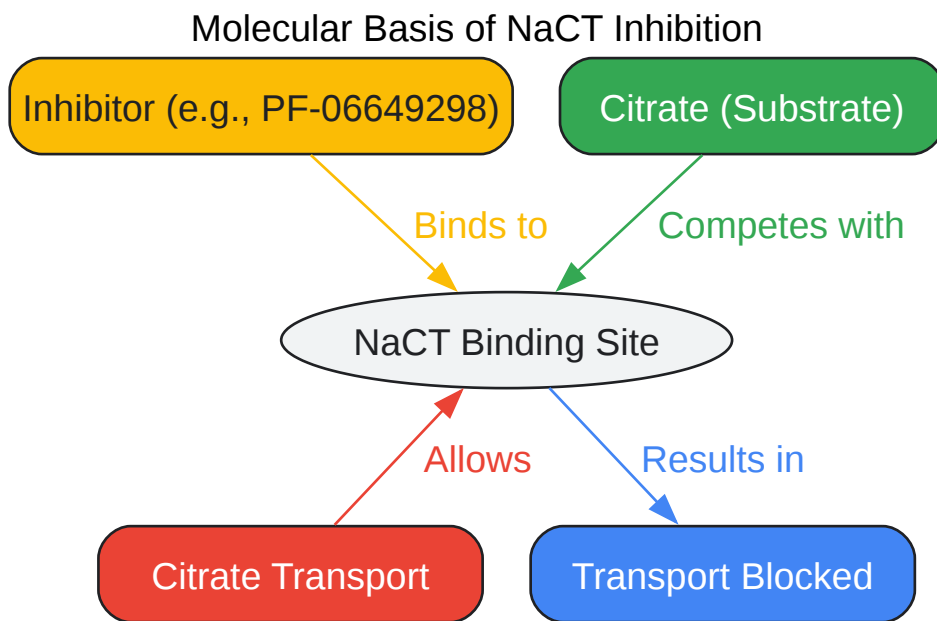 Molecular Basis of NaCT Inhibition
Inhibitor (e.g., PF-06649298)
Citrate (Substrate)
Binds to
Competes with
NaCT Binding Site
Allows
Results in
Citrate Transport
Transport Blocked